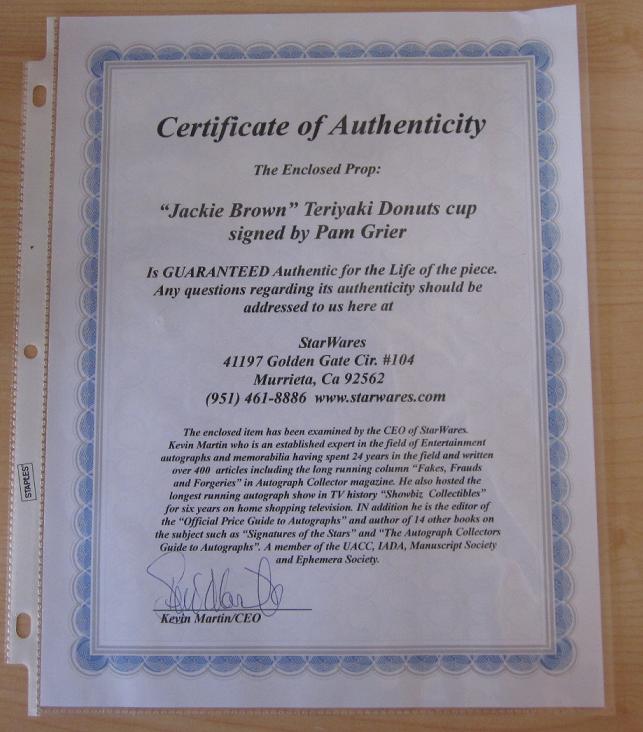 Certificate of Authenticity
The Enclosed Prop:
“Jackie Brown” Teriyaki Donuts cup
signed by Pam Grier
Is GUARANTEED Authentic for the Life of the piece.
Any questions regarding its authenticity should be
addressed to us here at
StarWares
41197 Golden Gate Cir. #104
Murrieta, Ca 92562
(951) 461-8886 www.starwares.com
The enclosed item has been examined by the CEO of StarWares.
Kevin Martin who is an established expert in the field of Entertainment
autographs and memorabilia having spent 24 years in the field and written
over 400 articles including the long running column “Fakes, Frauds
and Forgeries” in Autograph Collector magazine. He also hosted the
longest running autograph show in TV history “Showbiz Collectibles”
for six years on home shopping television. IN addition he is the editor of
the “Official Price Guide to Autographs” and author of 14 other books on
the subject such as “Signatures of the Stars” and “The Autograph Collectors
Guide to Autographs”. A member of the UACC, IADA, Manuscript Society
and Ephemera Society.
Kevin Martin
Kevin Martin/CEO
STAPLES